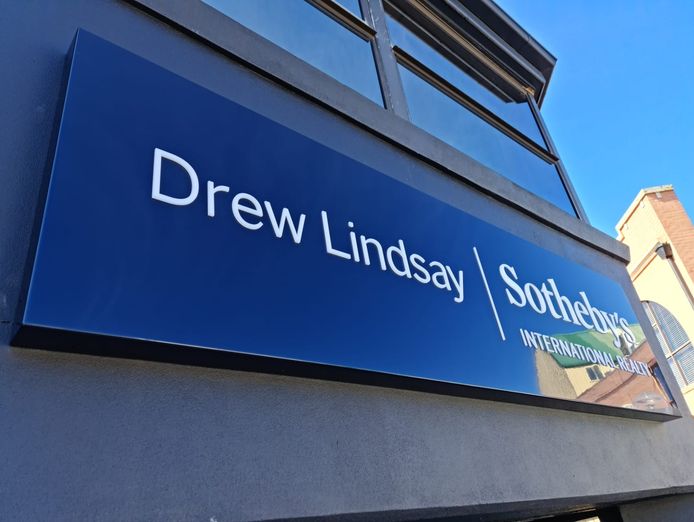 Drew Lindsay | Sotheby's
INTERNATIONAL REALTY